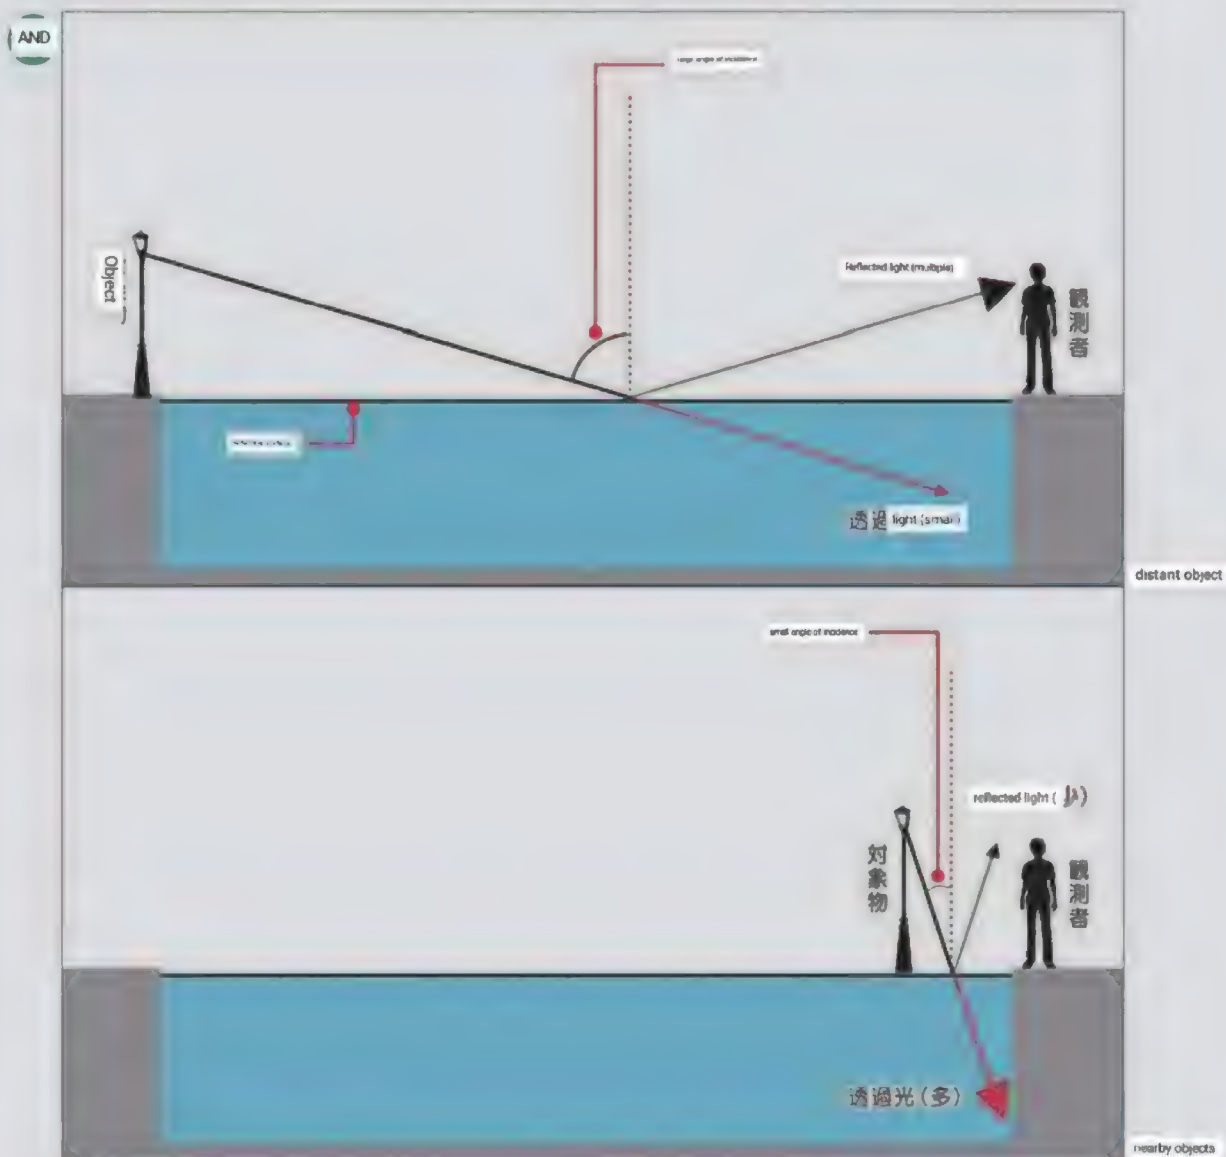 AND
large angle of incidence
Object
Reflected light (multiple)
観測者
透過 light (small)
distant object
small angle of incidence
reflected light ( 少)
対象物
観測者
透過光(多)
nearby objects